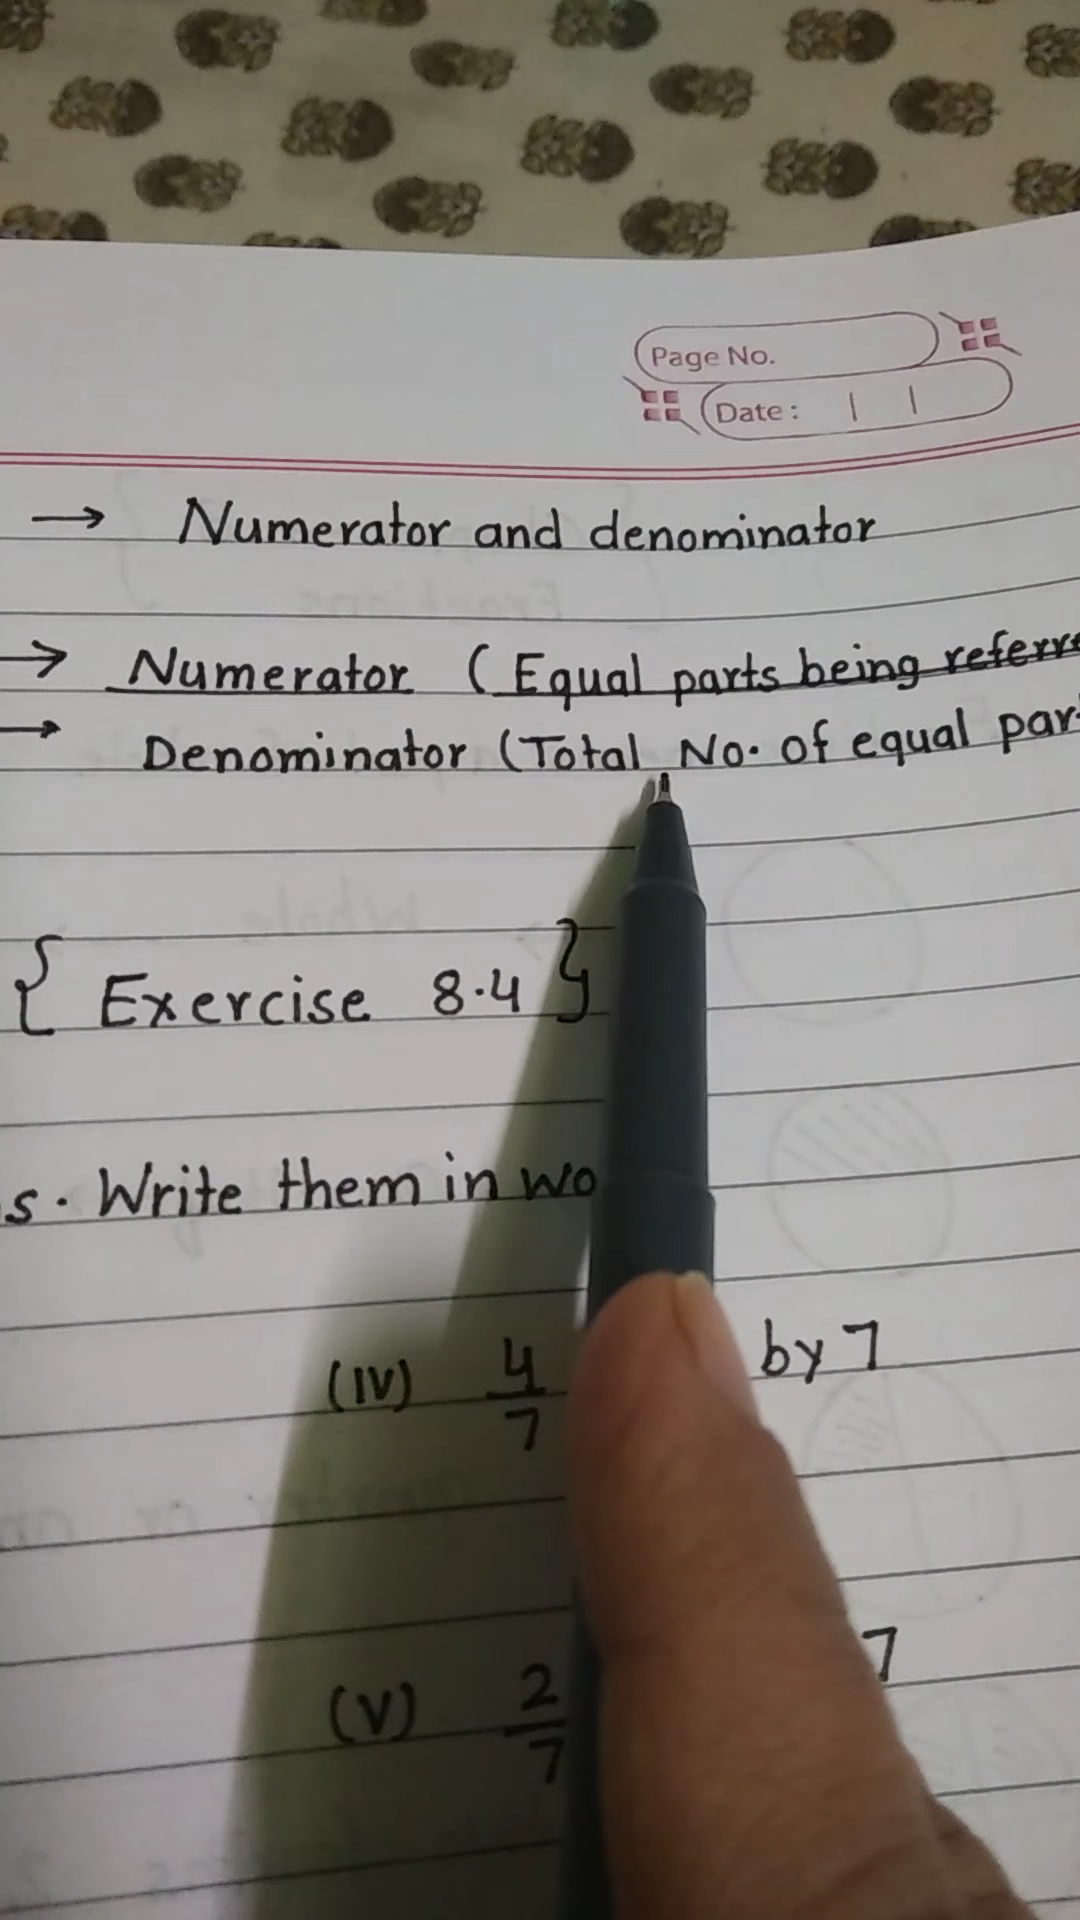 Page No.
Date :
→ Numerator and denominator
→ Numerator ( Equal parts being
→ Denominator (Total No. of equal
{ Exercise 8.4 }
Write them in
(IV) 4/7 by 7
(V) 2/7 7